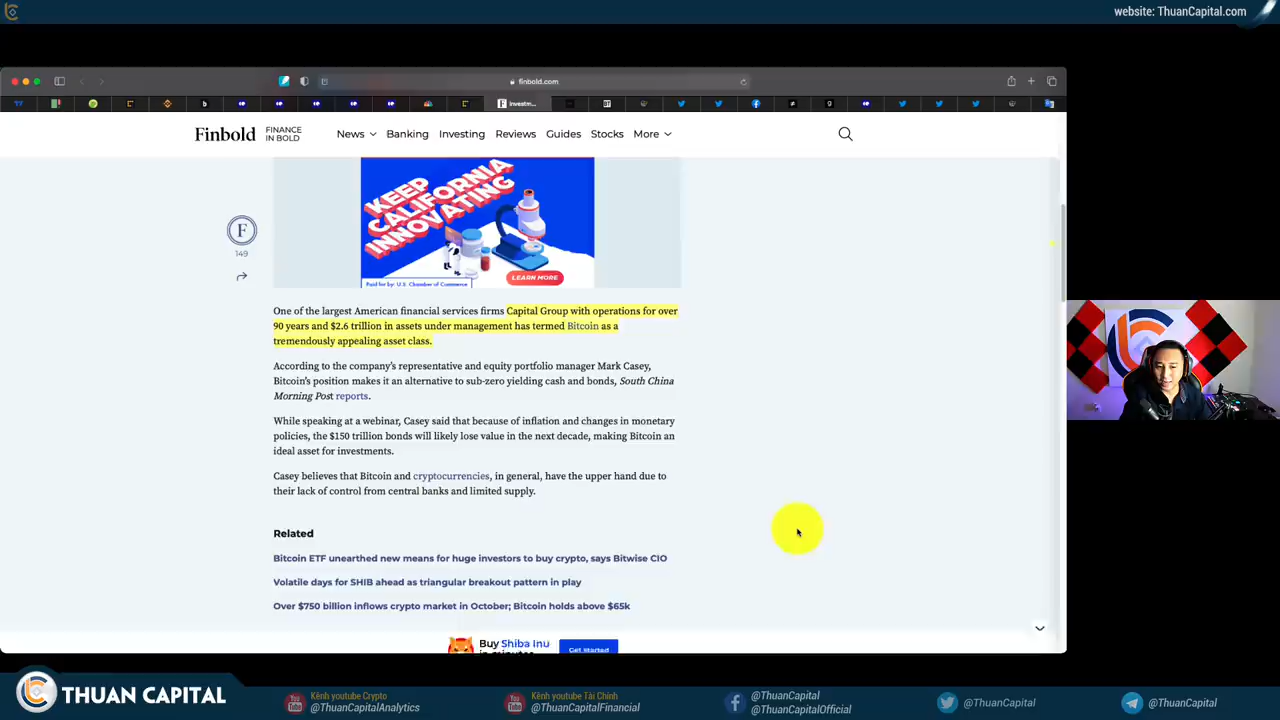 website: ThuanCapital.com
finbold.com
investm...
Finbold
FINANCE
IN BOLD
News
Banking
Investing
Reviews
Guides
Stocks
More
KEEP
CALIFORNIA
INNOVATING
LEARN MORE
Paid for by: U.S. Chamber of Commerce
F
149
One of the largest American financial services firms Capital Group with operations for over
90 years and $2.6 trillion in assets under management has termed Bitcoin as a
tremendously appealing asset class.
According to the company's representative and equity portfolio manager Mark Casey,
Bitcoin's position makes it an alternative to sub-zero yielding cash and bonds, South China
Morning Post reports.
While speaking at a webinar, Casey said that because of inflation and changes in monetary
policies, the $150 trillion bonds will likely lose value in the next decade, making Bitcoin an
ideal asset for investments.
Casey believes that Bitcoin and cryptocurrencies, in general, have the upper hand due to
their lack of control from central banks and limited supply.
Related
Bitcoin ETF unearthed new means for huge investors to buy crypto, says Bitwise CIO
Volatile days for SHIB ahead as triangular breakout pattern in play
Over $750 billion inflows crypto market in October; Bitcoin holds above $65k
Buy Shiba Inu
in minutes
Get Started
THUAN CAPITAL
Kênh youtube Crypto
@ThuanCapitalAnalytics
Kênh youtube Tài Chính
@ThuanCapitalFinancial
@ThuanCapital
@ThuanCapitalOfficial
@ThuanCapital
@ThuanCapital